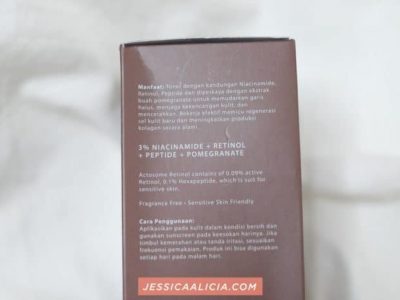 Manfaat: Toner dengan kandungan Niacinamide,
Retinol, Peptide dan diperkaya dengan ekstrak
buah pomegranate untuk memudarkan garis
halus, menjaga kekencangan kulit, dan
mencerahkan. Bekerja efektif memicu regenerasi
sel kulit baru dan meningkatkan produksi
kolagen secara alami.
3% NIACINAMIDE + RETINOL
+ PEPTIDE + POMEGRANATE
Actosome Retinol contains of 0.09% active
Retinol, 0.1% Hexapeptide, which is suit for
sensitive skin.
Fragrance Free - Sensitive Skin Friendly
Cara Penggunaan:
Aplikasikan pada kulit dalam kondisi bersih dan
gunakan sunscreen pada keesokan harinya. Jika
timbul kemerahan atau tanda iritasi, sesuaikan
frekuensi pemakaian. Produk ini bisa digunakan
setiap hari pada malam hari.
JESSICAALICIA.COM